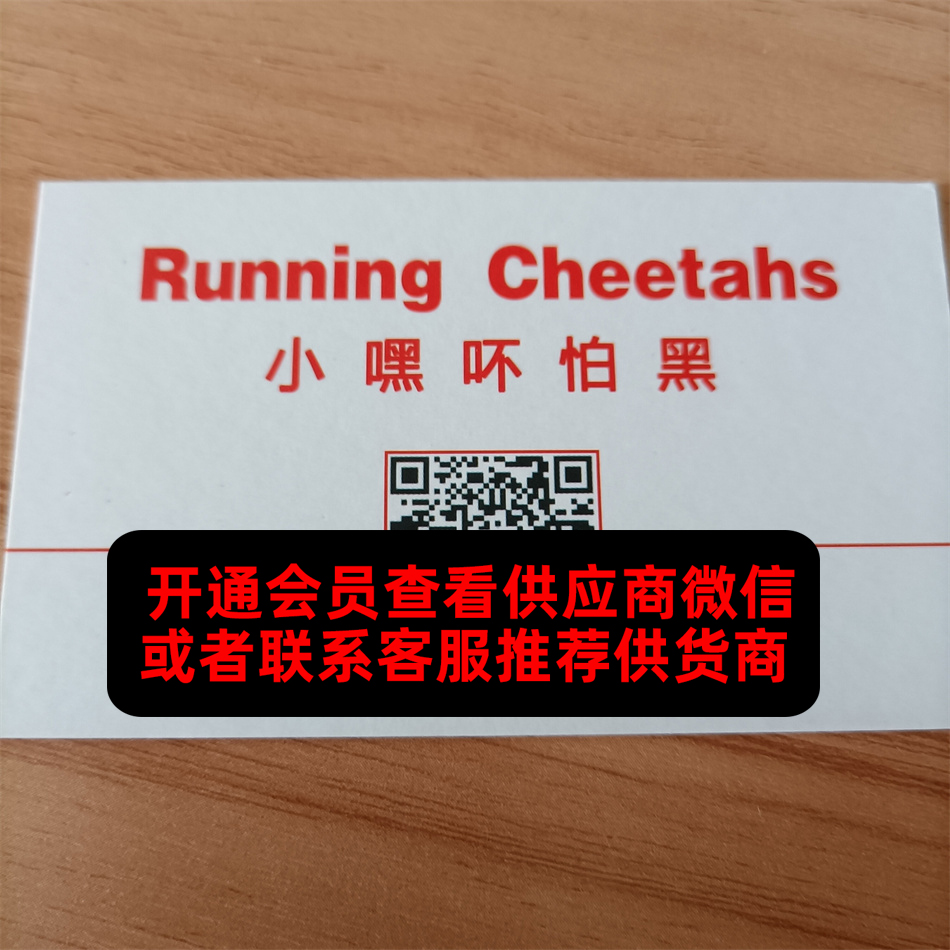 Running Cheetahs
小嘿吥怕黑
开通会员查看供应商微信
或者联系客服推荐供货商